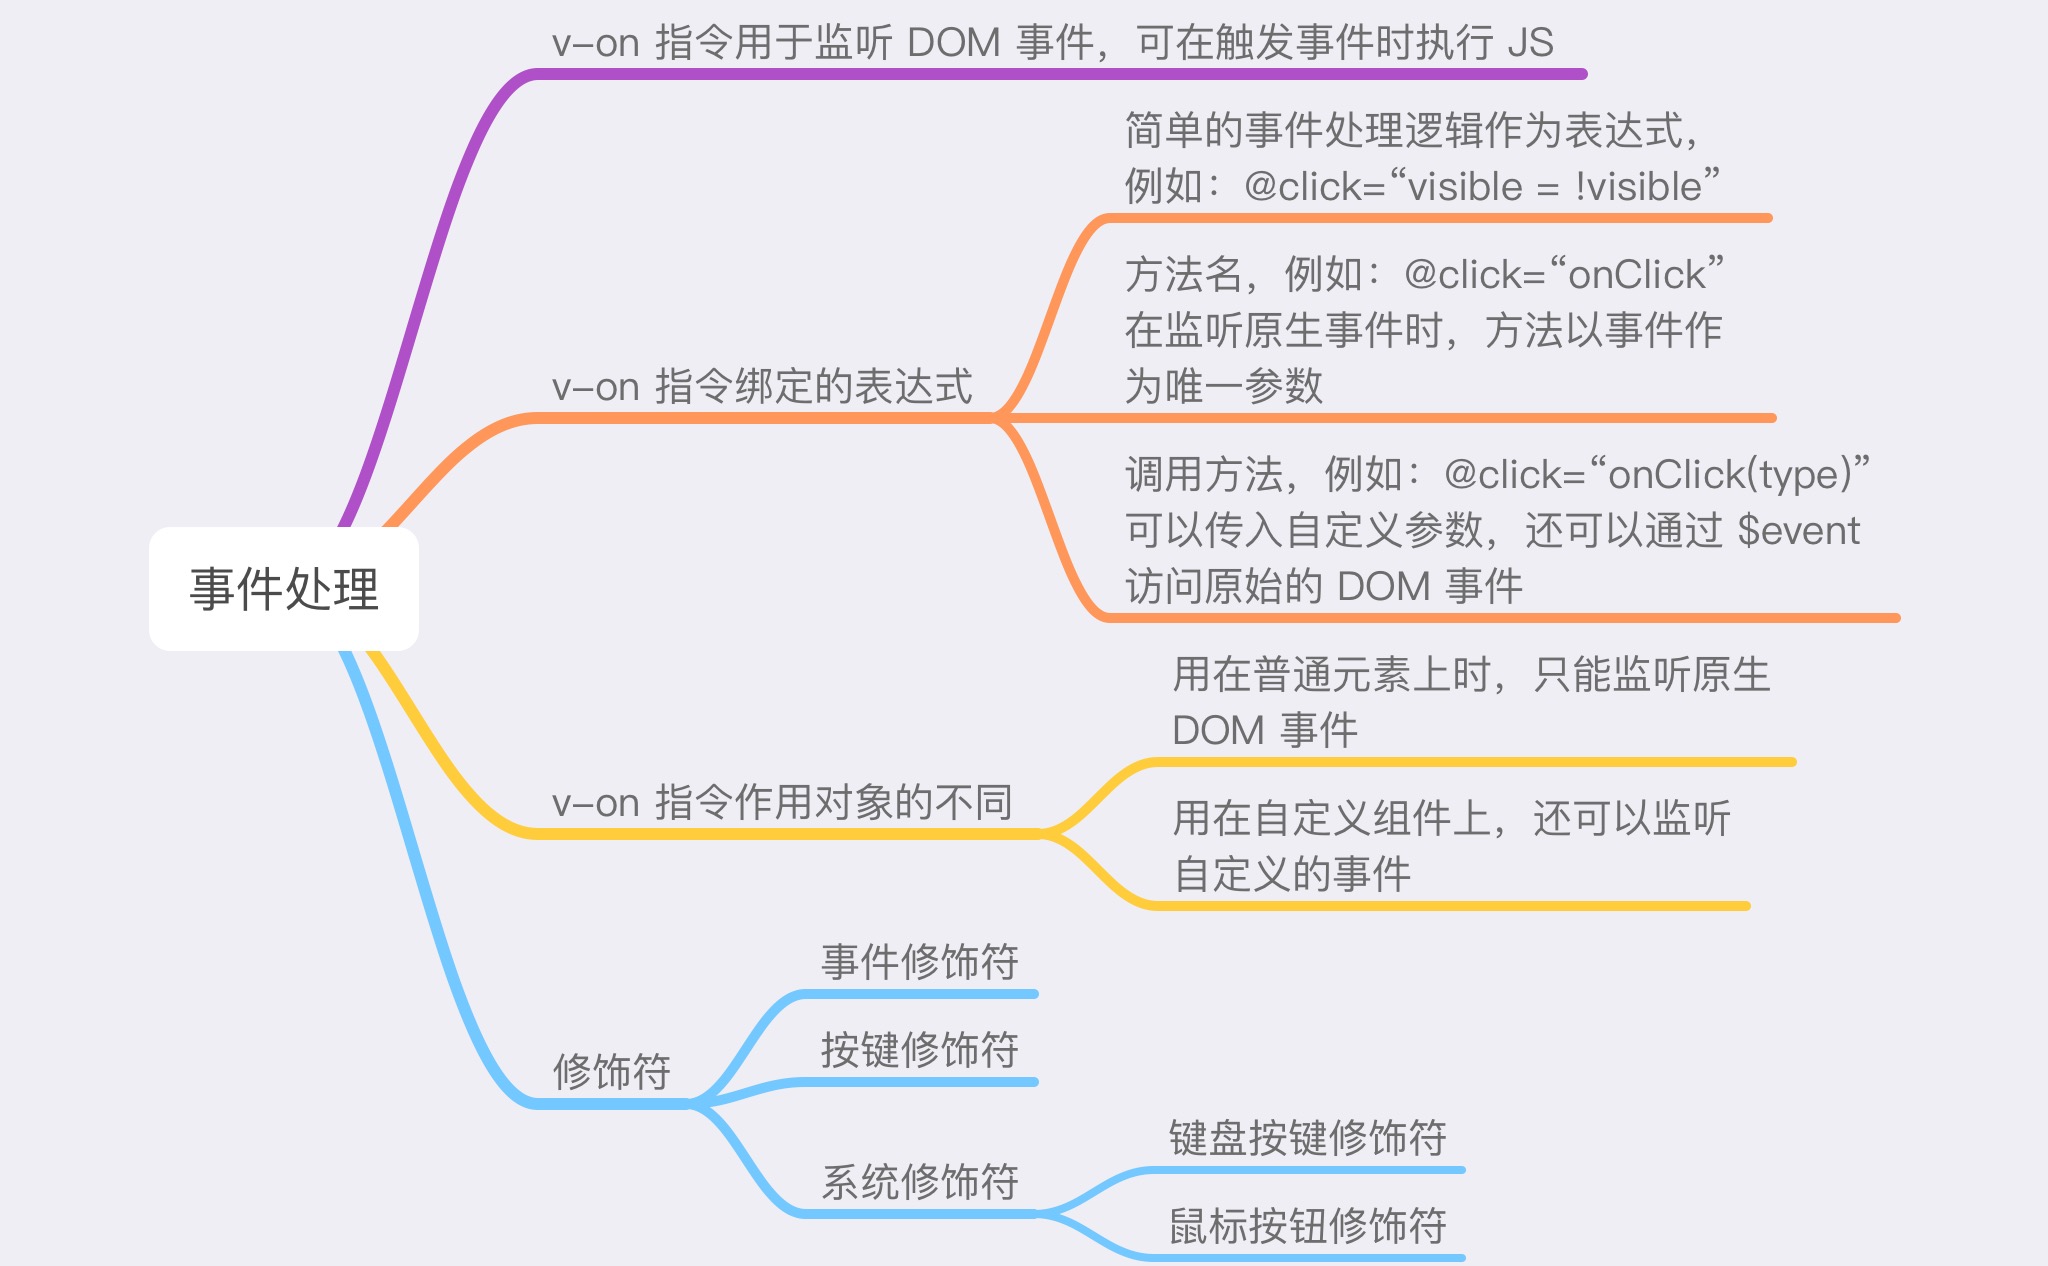 v-on 指令用于监听 DOM 事件，可在触发事件时执行 JS
简单的事件处理逻辑作为表达式，
例如：@click=“visible = !visible”
方法名，例如：@click=“onClick”
在监听原生事件时，方法以事件作
为唯一参数
v-on 指令绑定的表达式
调用方法，例如：@click=“onClick(type)”
可以传入自定义参数，还可以通过 $event
访问原始的 DOM 事件
事件处理
用在普通元素上时，只能监听原生
DOM 事件
v-on 指令作用对象的不同
用在自定义组件上，还可以监听
自定义的事件
事件修饰符
按键修饰符
修饰符
键盘按键修饰符
系统修饰符
鼠标按钮修饰符